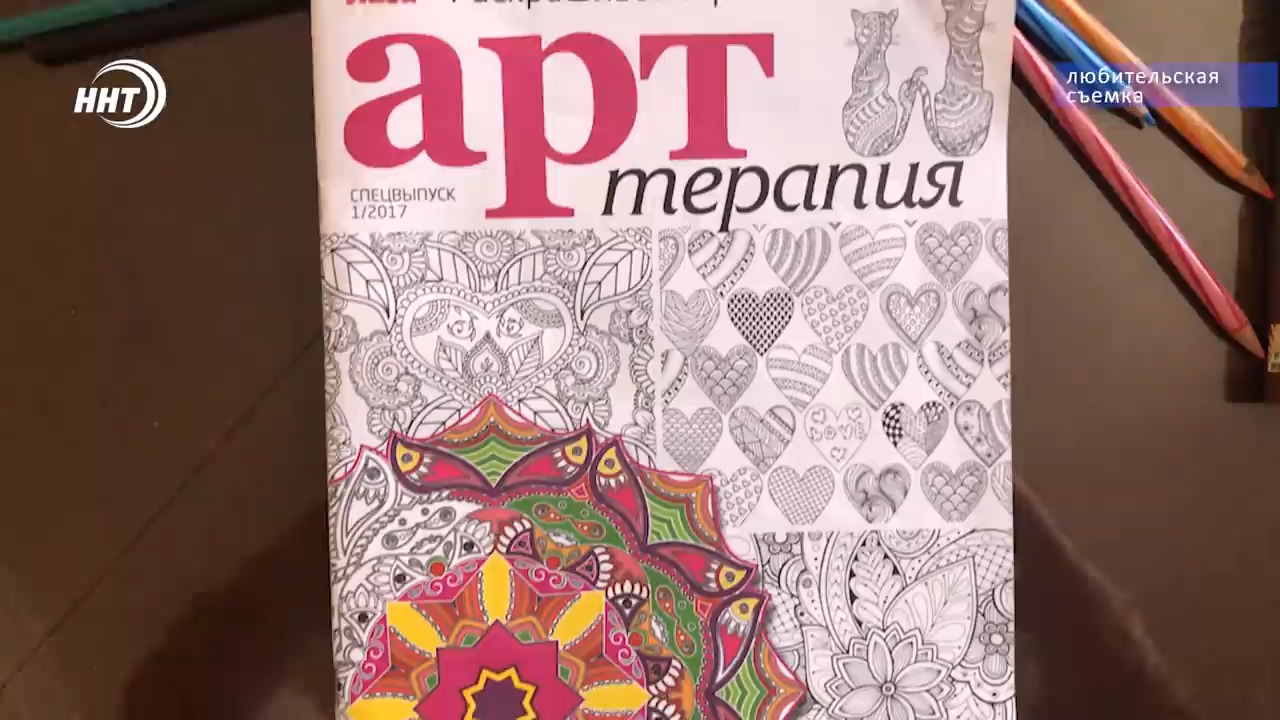 арт
терапия
СПЕЦВЫПУСК
1/2017
ННТ
любительская
съемка
LOVE